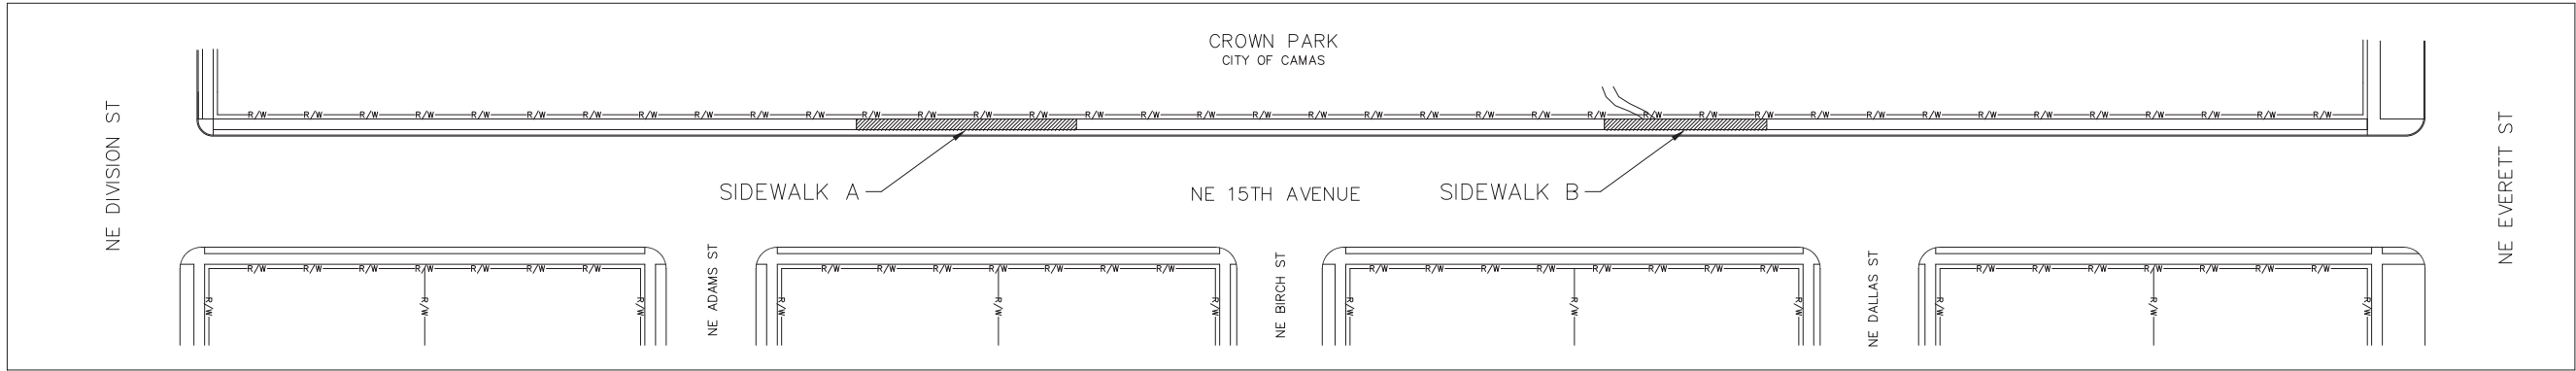 CROWN PARK
CITY OF CAMAS
NE DIVISION ST
R/W R/W R/W R/W R/W R/W R/W R/W R/W R/W R/W R/W R/W R/W R/W R/W R/W R/W R/W R/W R/W R/W R/W R/W R/W R/W R/W R/W R/W R/W R/W R/W R/W R/W R/W R/W R/W R/W
NE EVERETT ST
SIDEWALK A
NE 15TH AVENUE
SIDEWALK B
R/W R/W R/W R/W R/W R/W R/W
NE ADAMS ST
R/W R/W R/W R/W R/W R/W R/W
NE BIRCH ST
R/W R/W R/W R/W R/W R/W R/W R/W
NE DALLAS ST
R/W R/W R/W R/W R/W R/W R/W
R/W R/W R/W
R/W R/W R/W
R/W R/W R/W
R/W R/W R/W